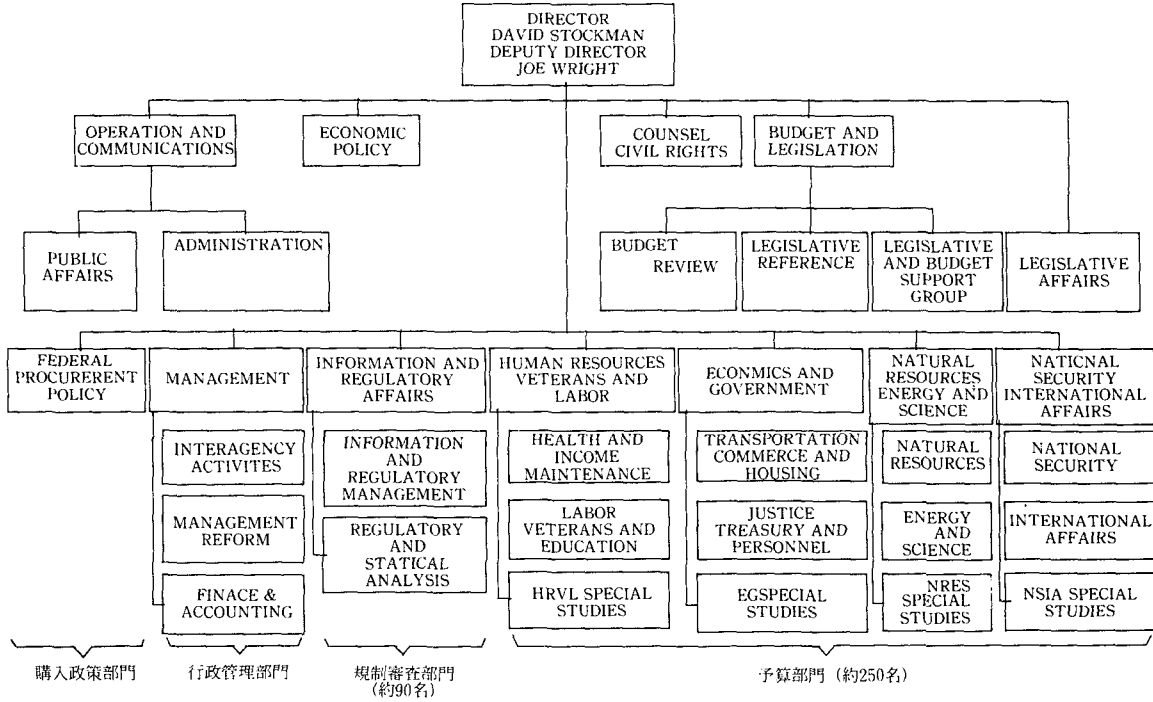 DIRECTOR
DAVID STOCKMAN
DEPUTY DIRECTOR
JOE WRIGHT
OPERATION AND
COMMUNICATIONS
ECONOMIC
POLICY
COUNSEL
CIVIL RIGHTS
BUDGET AND
LEGISLATION
PUBLIC
AFFAIRS
ADMINISTRATION
BUDGET
REVIEW
LEGISLATIVE
REFERENCE
LEGISLATIVE
AND BUDGET
SUPPORT
GROUP
LEGISLATIVE
AFFAIRS
FEDERAL
PROCURERENT
POLICY
MANAGEMENT
INFORMATION AND
REGULATORY
AFFAIRS
HUMAN RESOURCES
VETERANS AND
LABOR
ECONMICS AND
GOVERNMENT
NATURAL
RESOURCES
ENERGY AND
SCIENCE
NATICNAL
SECURITY
INTERNATIONAL
AFFAIRS
INTERAGENCY
ACTIVITES
INFORMATION
AND
REGULATORY
MANAGEMENT
HEALTH AND
INCOME
MAINTENANCE
TRANSPORTATION
COMMERCE AND
HOUSING
NATURAL
RESOURCES
NATIONAL
SECURITY
MANAGEMENT
REFORM
REGULATORY
AND
STATICAL
ANALYSIS
LABOR
VETERANS AND
EDUCATION
JUSTICE
TREASURY AND
PERSONNEL
ENERGY
AND
SCIENCE
INTERNATIONAL
AFFAIRS
FINACE &
ACCOUNTING
HRVL SPECIAL
STUDIES
EGSPECIAL
STUDIES
NRES
SPECIAL
STUDIES
NSIA SPECIAL
STUDIES
購入政策部門
行政管理部門
規制審査部門
(約90名)
予算部門(約250名)